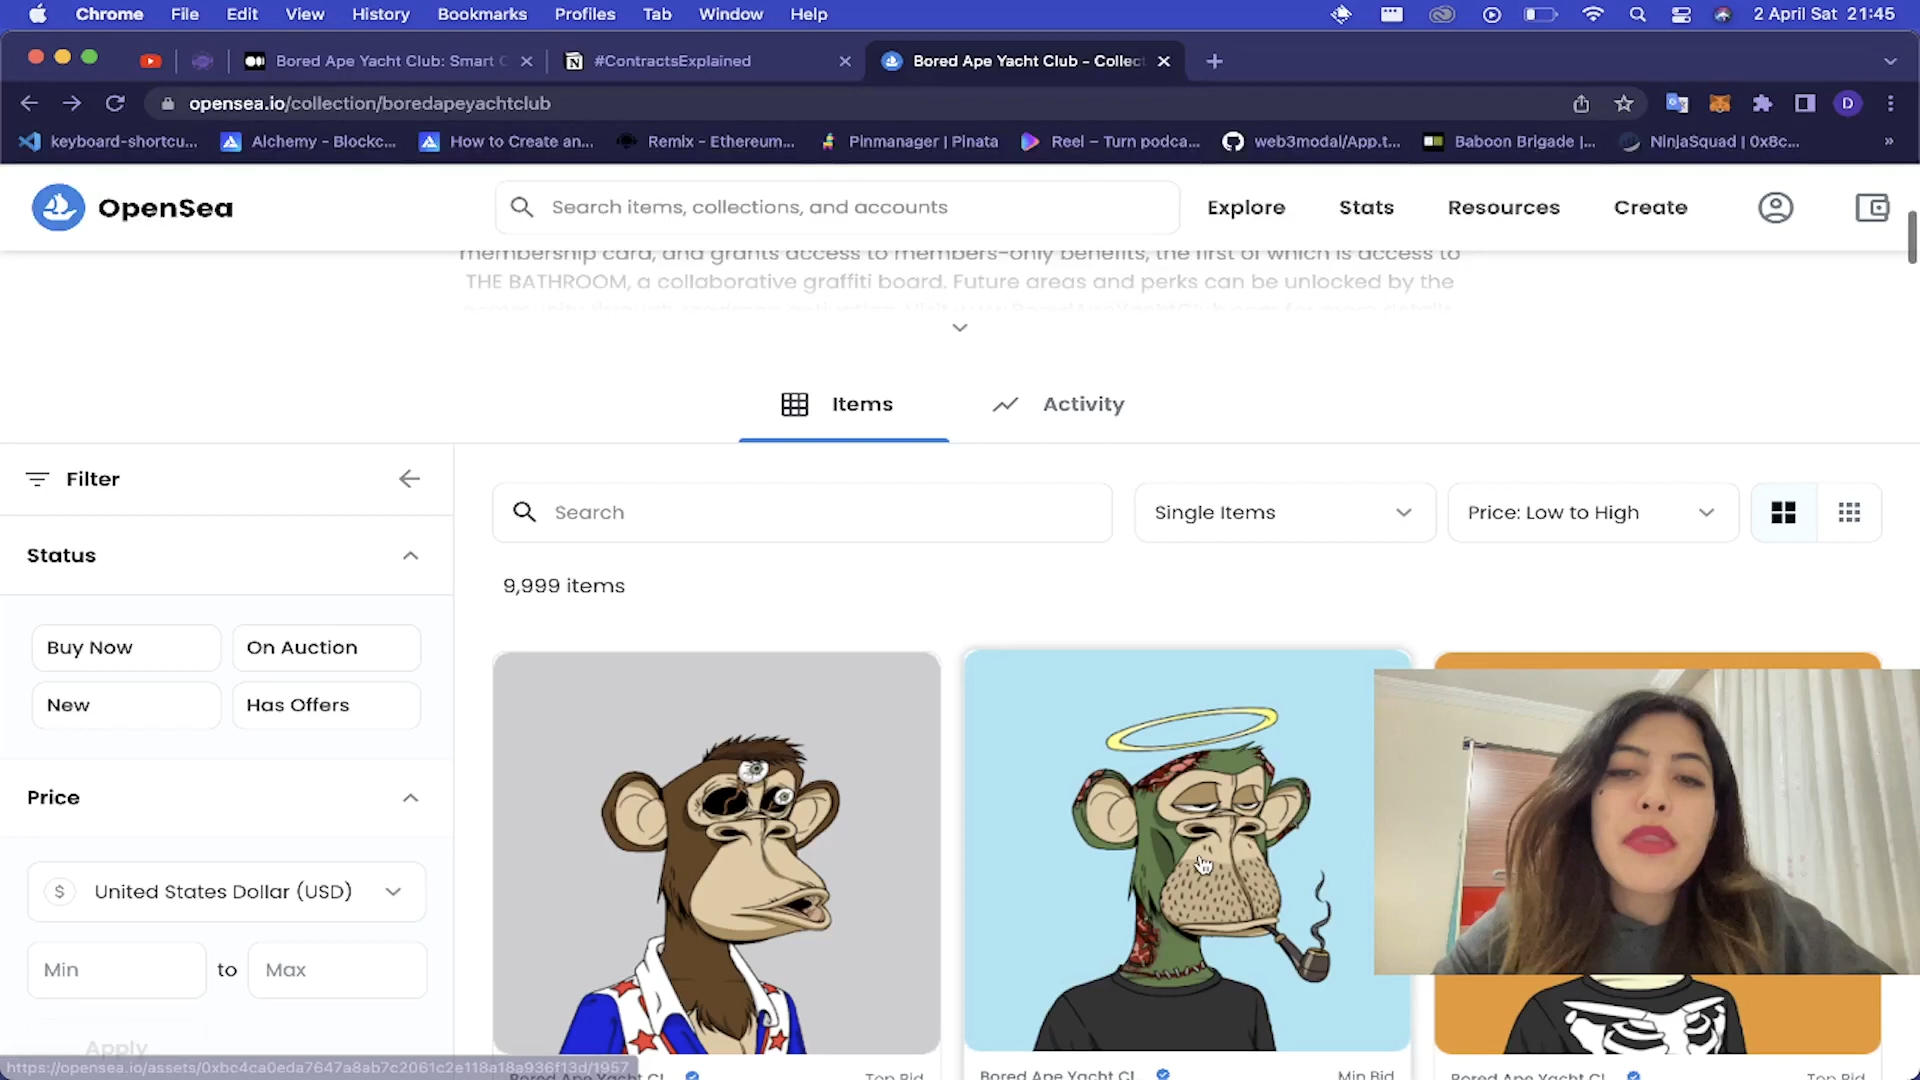 Chrome File Edit View History Bookmarks Profiles Tab Window Help 2 April Sat 21:45
Bored Ape Yacht Club: Smart C #ContractsExplained Bored Ape Yacht Club - Collec
opensea.io/collection/boredapeyachtclub D
keyboard-shortcu... Alchemy - Blockc... How to Create an... Remix - Ethereum... Pinmanager | Pinata Reel – Turn podca... web3modal/App.t... Baboon Brigade |... NinjaSquad | 0x8c...
OpenSea Search items, collections, and accounts Explore Stats Resources Create
membership card, and grants access to members-only benefits, the first of which is access to
THE BATHROOM, a collaborative graffiti board. Future areas and perks can be unlocked by the
Items Activity
Filter
Search Single Items Price: Low to High
Status
9,999 items
Buy Now On Auction
New Has Offers
Price
$ United States Dollar (USD)
Min to Max
Apply
https://opensea.io/assets/0xbc4ca0eda7647a8ab7c2061c2e118a18a936f13d/1957
Bored Ape Yacht Cl... Top Bid Bored Ape Yacht Cl... Min Bid Bored Ape Yacht Cl... Top Bid